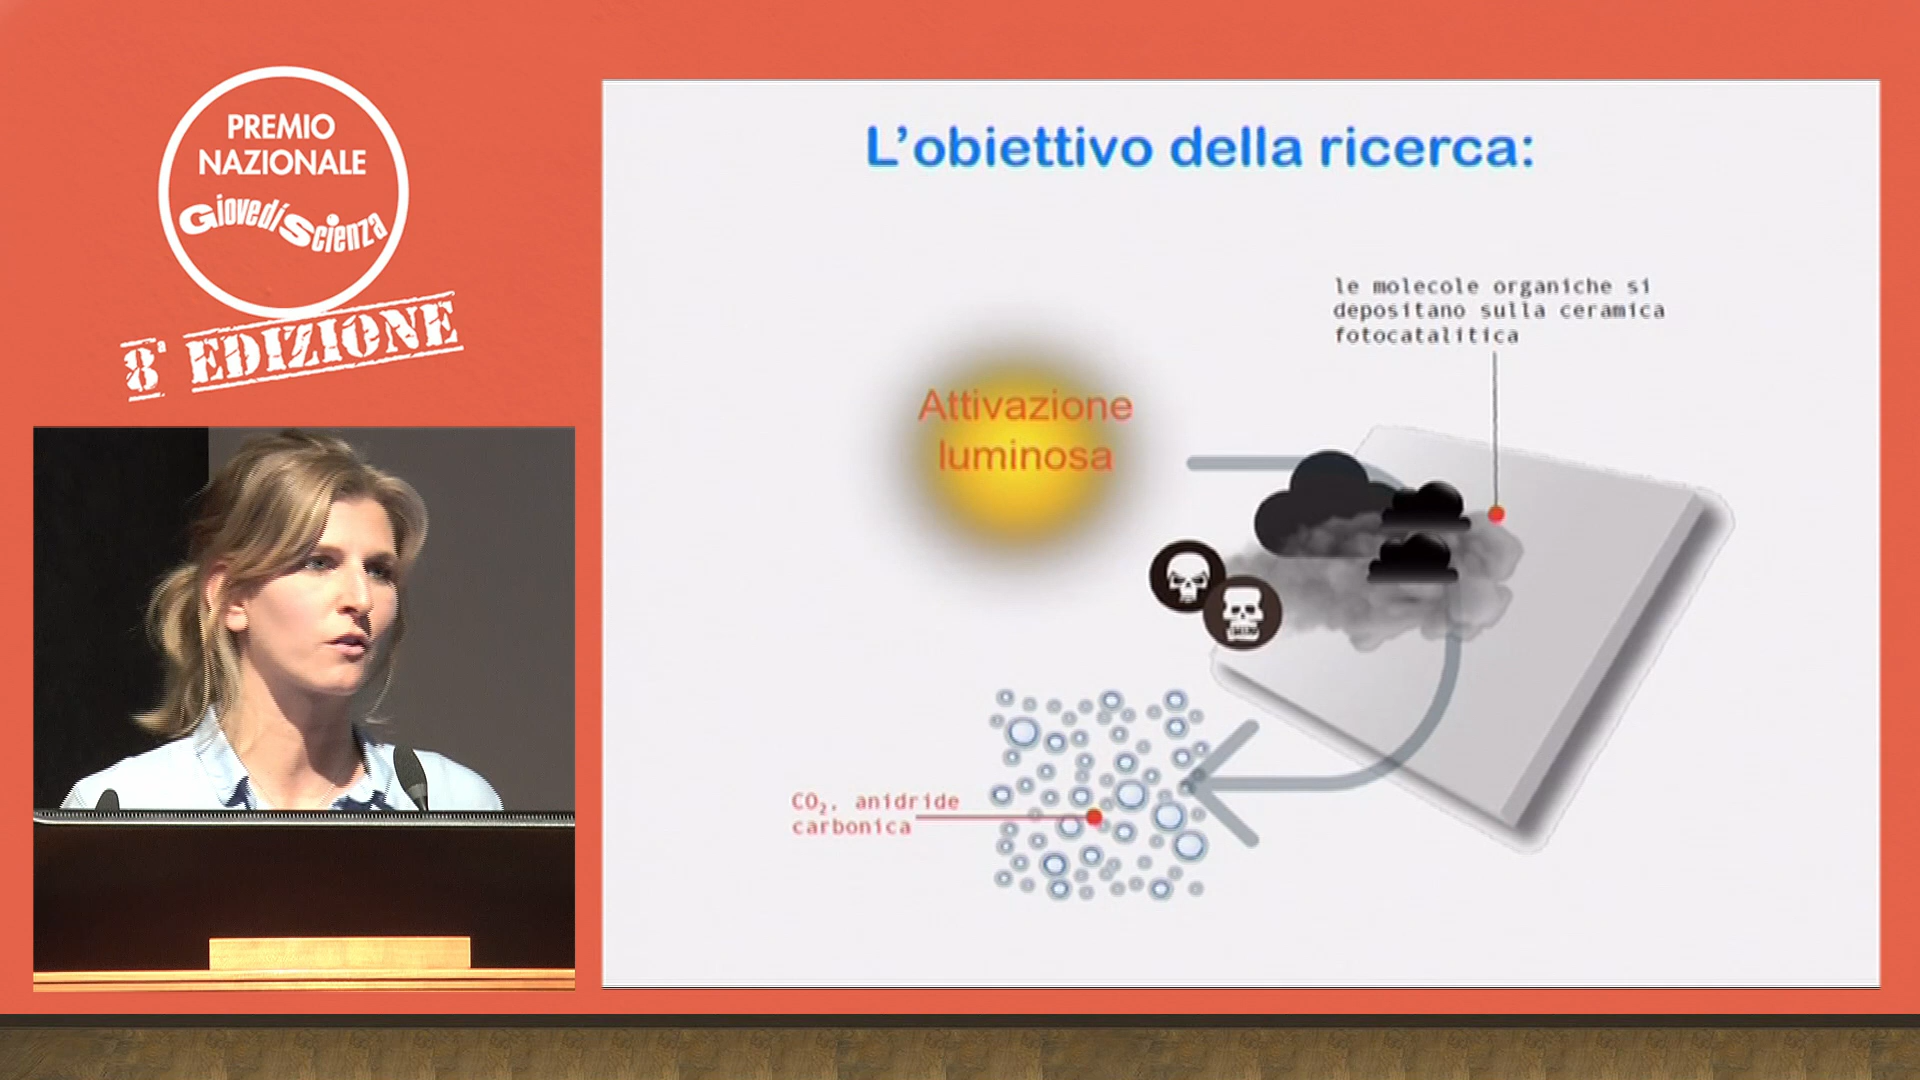 PREMIO
NAZIONALE
GiovedìScienza
8ª EDIZIONE
L'obiettivo della ricerca:
le molecole organiche si
depositano sulla ceramica
fotocatalitica
Attivazione
luminosa
CO₂, anidride
carbonica